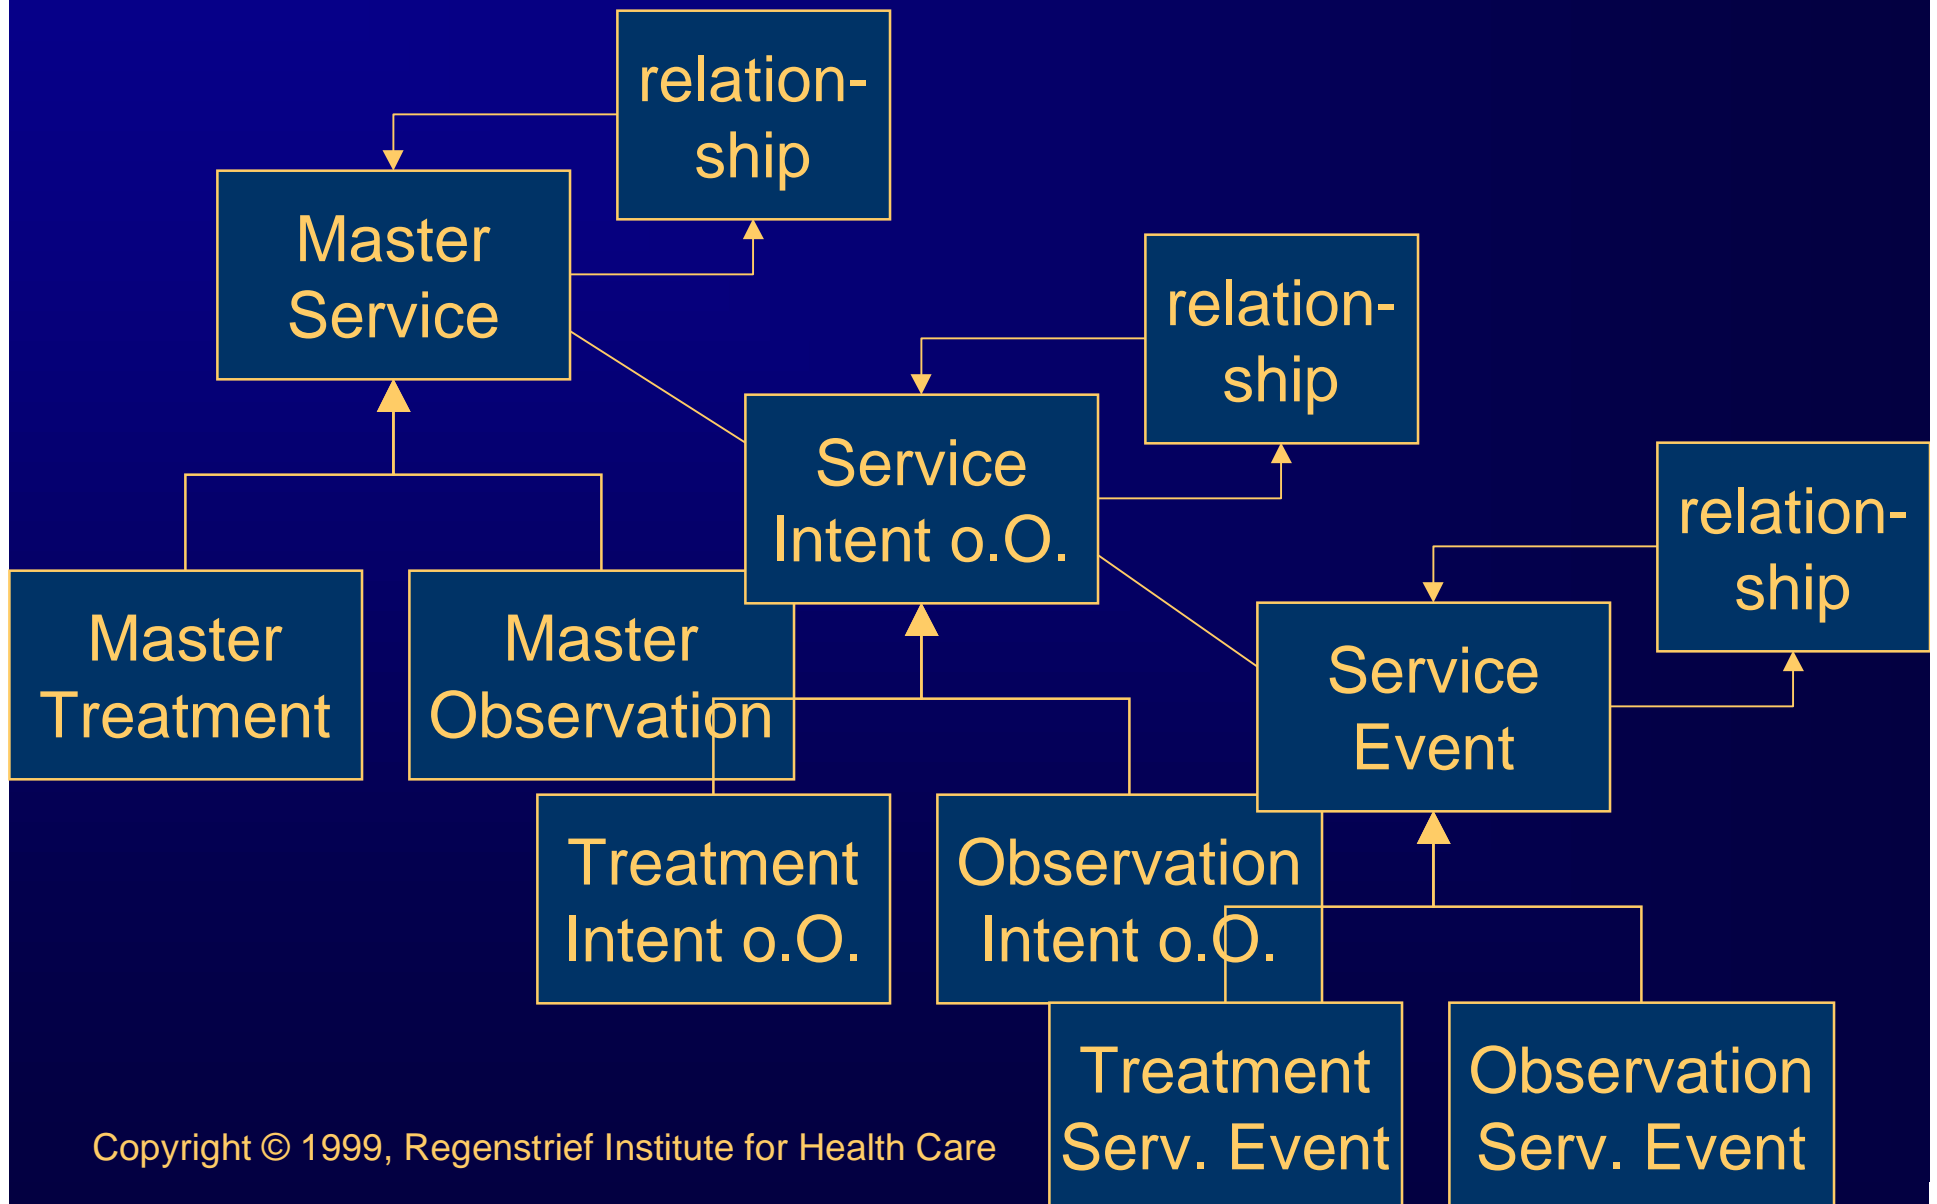 relation-
ship
Master
Service
relation-
ship
Service
Intent o.O.
relation-
ship
Master
Treatment
Master
Observation
Service
Event
Treatment
Intent o.O.
Observation
Intent o.O.
Treatment
Serv. Event
Observation
Serv. Event
Copyright © 1999, Regenstrief Institute for Health Care